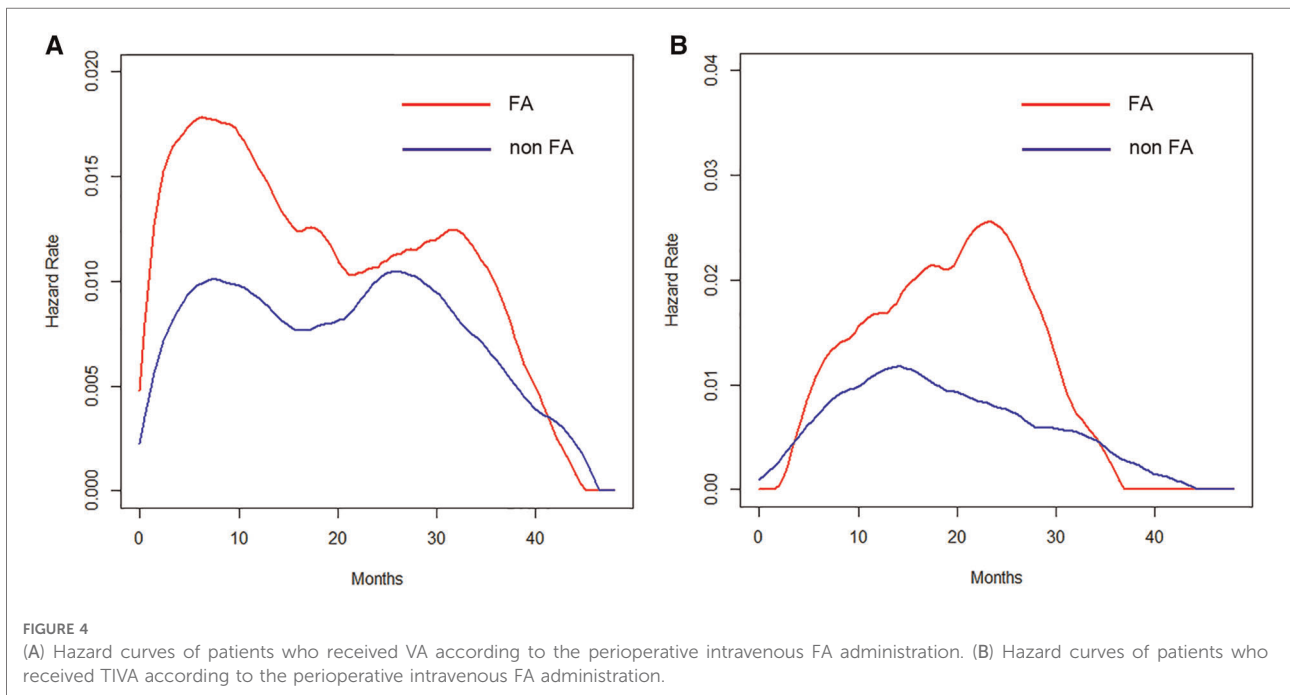 A
0.020
0.015
0.010
0.005
0.000
Hazard Rate
FA
non FA
0 10 20 30 40
Months
B
0.04
0.03
0.02
0.01
0.00
Hazard Rate
FA
non FA
0 10 20 30 40
Months
FIGURE 4
(A) Hazard curves of patients who received VA according to the perioperative intravenous FA administration. (B) Hazard curves of patients who
received TIVA according to the perioperative intravenous FA administration.